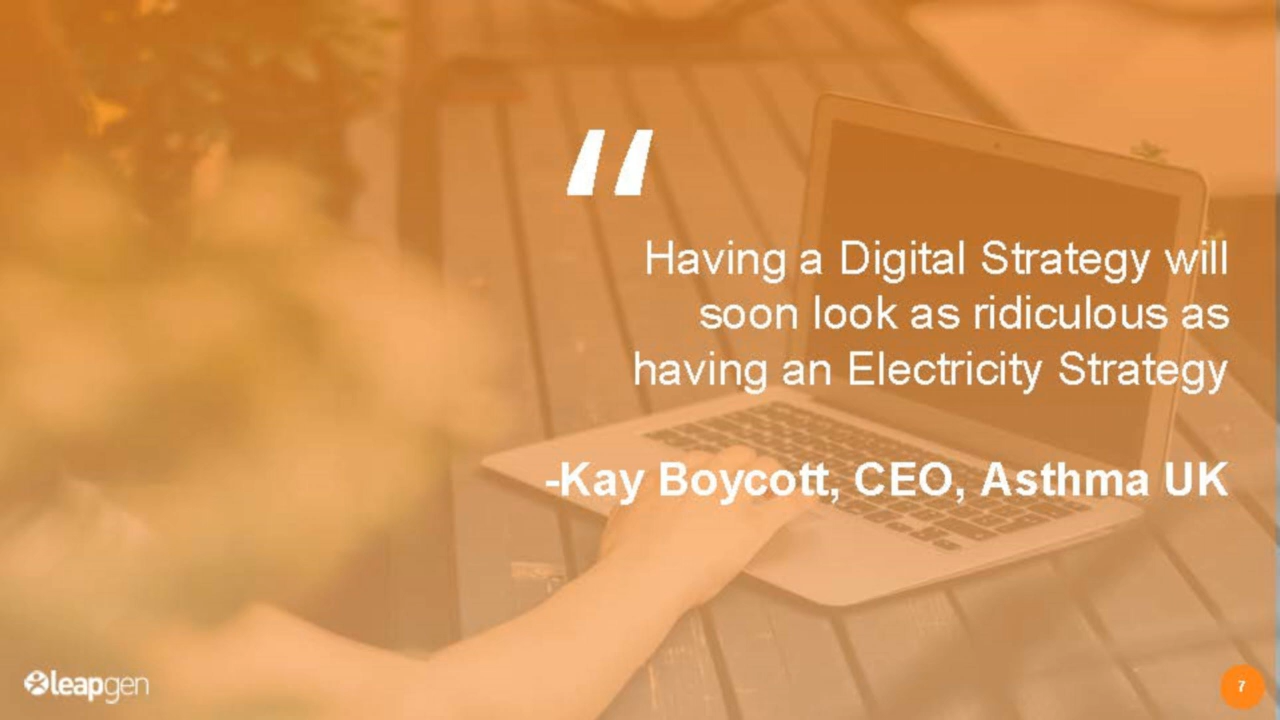 “
Having a Digital Strategy will
soon look as ridiculous as
having an Electricity Strategy
-Kay Boycott, CEO, Asthma UK
leapgen
7